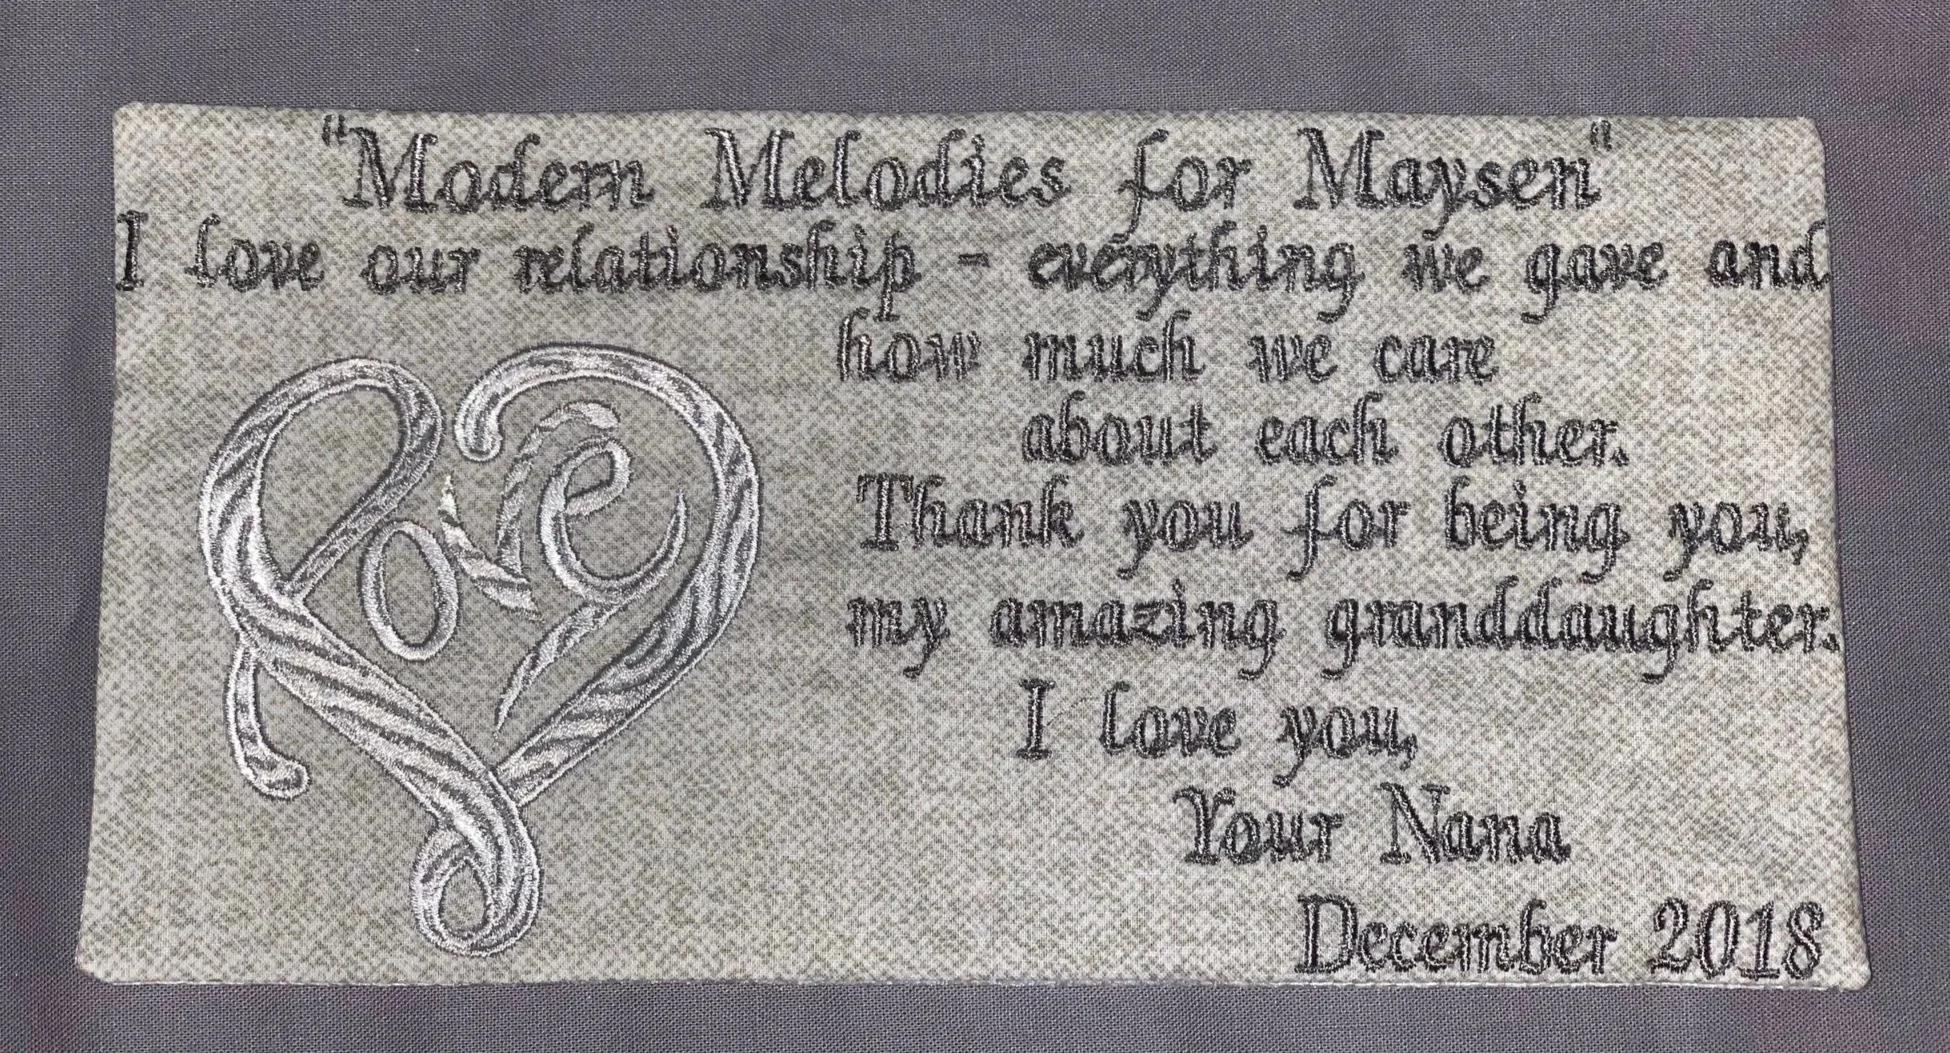 "Modern Melodies for Maysen"
I love our relationship - everything we gave and
how much we care
about each other.
Love
Thank you for being you,
my amazing granddaughter.
I love you,
Your Nana
December 2018